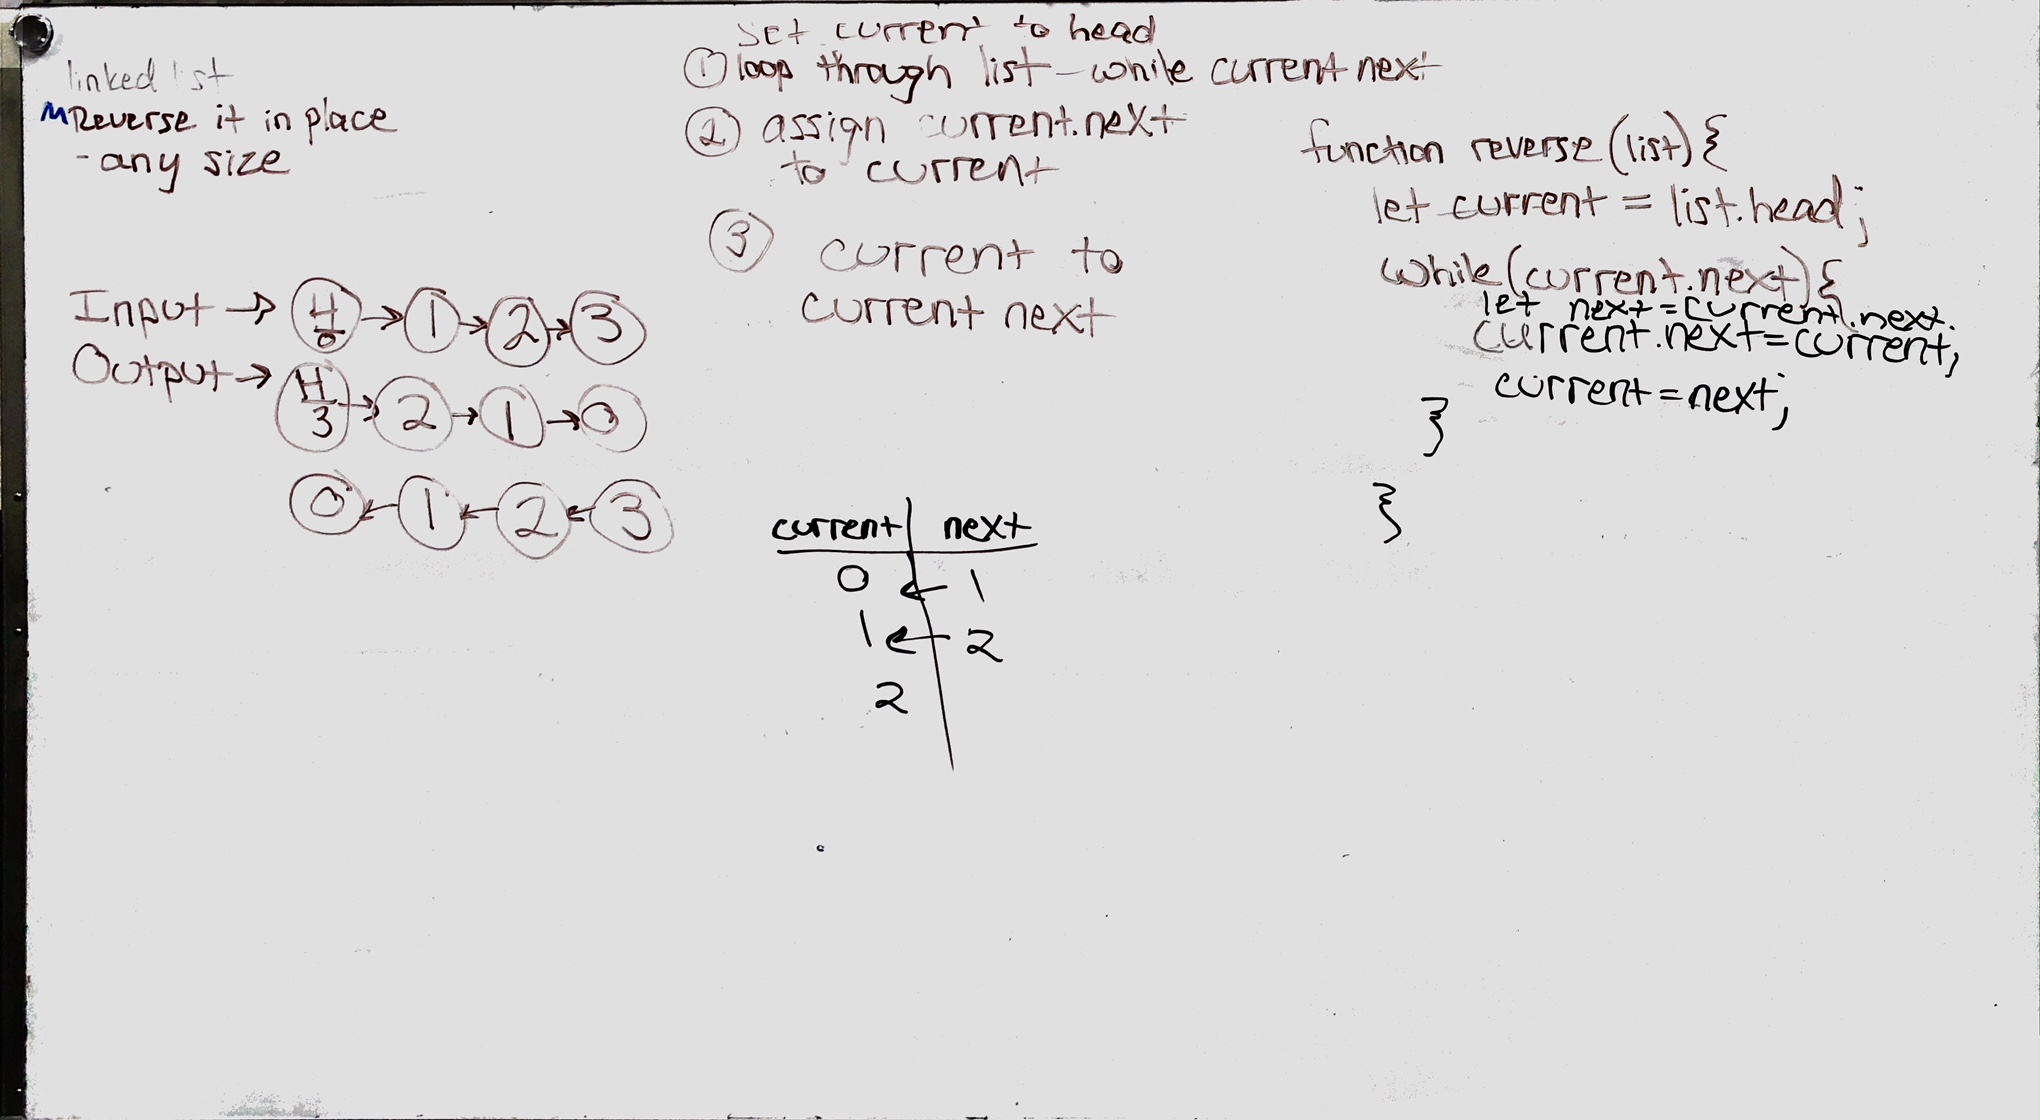 linked list
Reverse it in place
- any size
Input → H 0 → 1 → 2 → 3
Output → H 3 → 2 → 1 → 0
0 ← 1 ← 2 ← 3
set current to head
① loop through list - while current next
② assign current.next
to current
③ current to
current next
current | next
0 ← 1
1 ← 2
2
function reverse (list) {
let current = list.head;
while (current.next) {
let next = current.next.
current.next = current;
current = next;
}
}